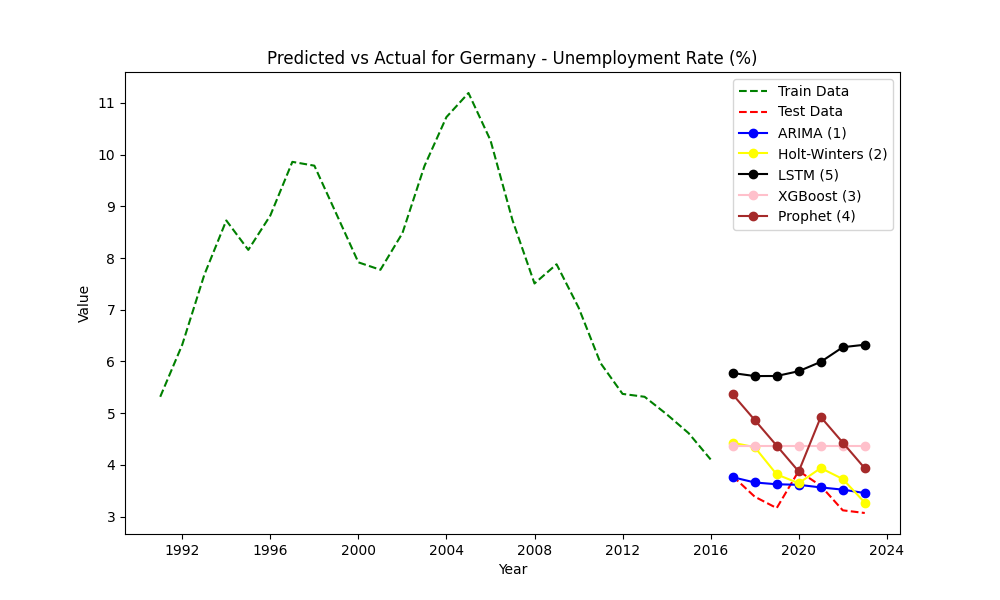 Predicted vs Actual for Germany - Unemployment Rate (%)
Train Data
Test Data
ARIMA (1)
Holt-Winters (2)
LSTM (5)
XGBoost (3)
Prophet (4)
Value
11
10
9
8
7
6
5
4
3
1992
1996
2000
2004
2008
2012
2016
2020
2024
Year